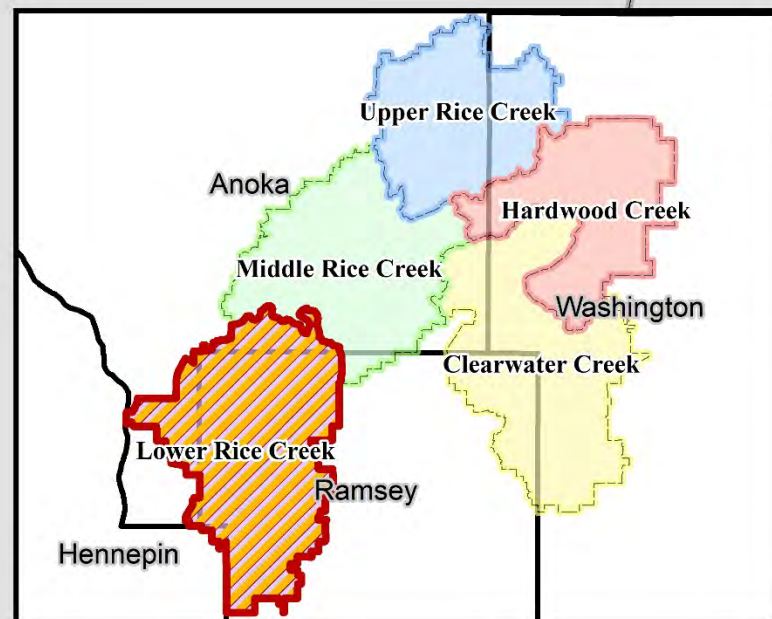 Upper Rice Creek
Anoka
Hardwood Creek
Middle Rice Creek
Washington
Clearwater Creek
Lower Rice Creek
Ramsey
Hennepin